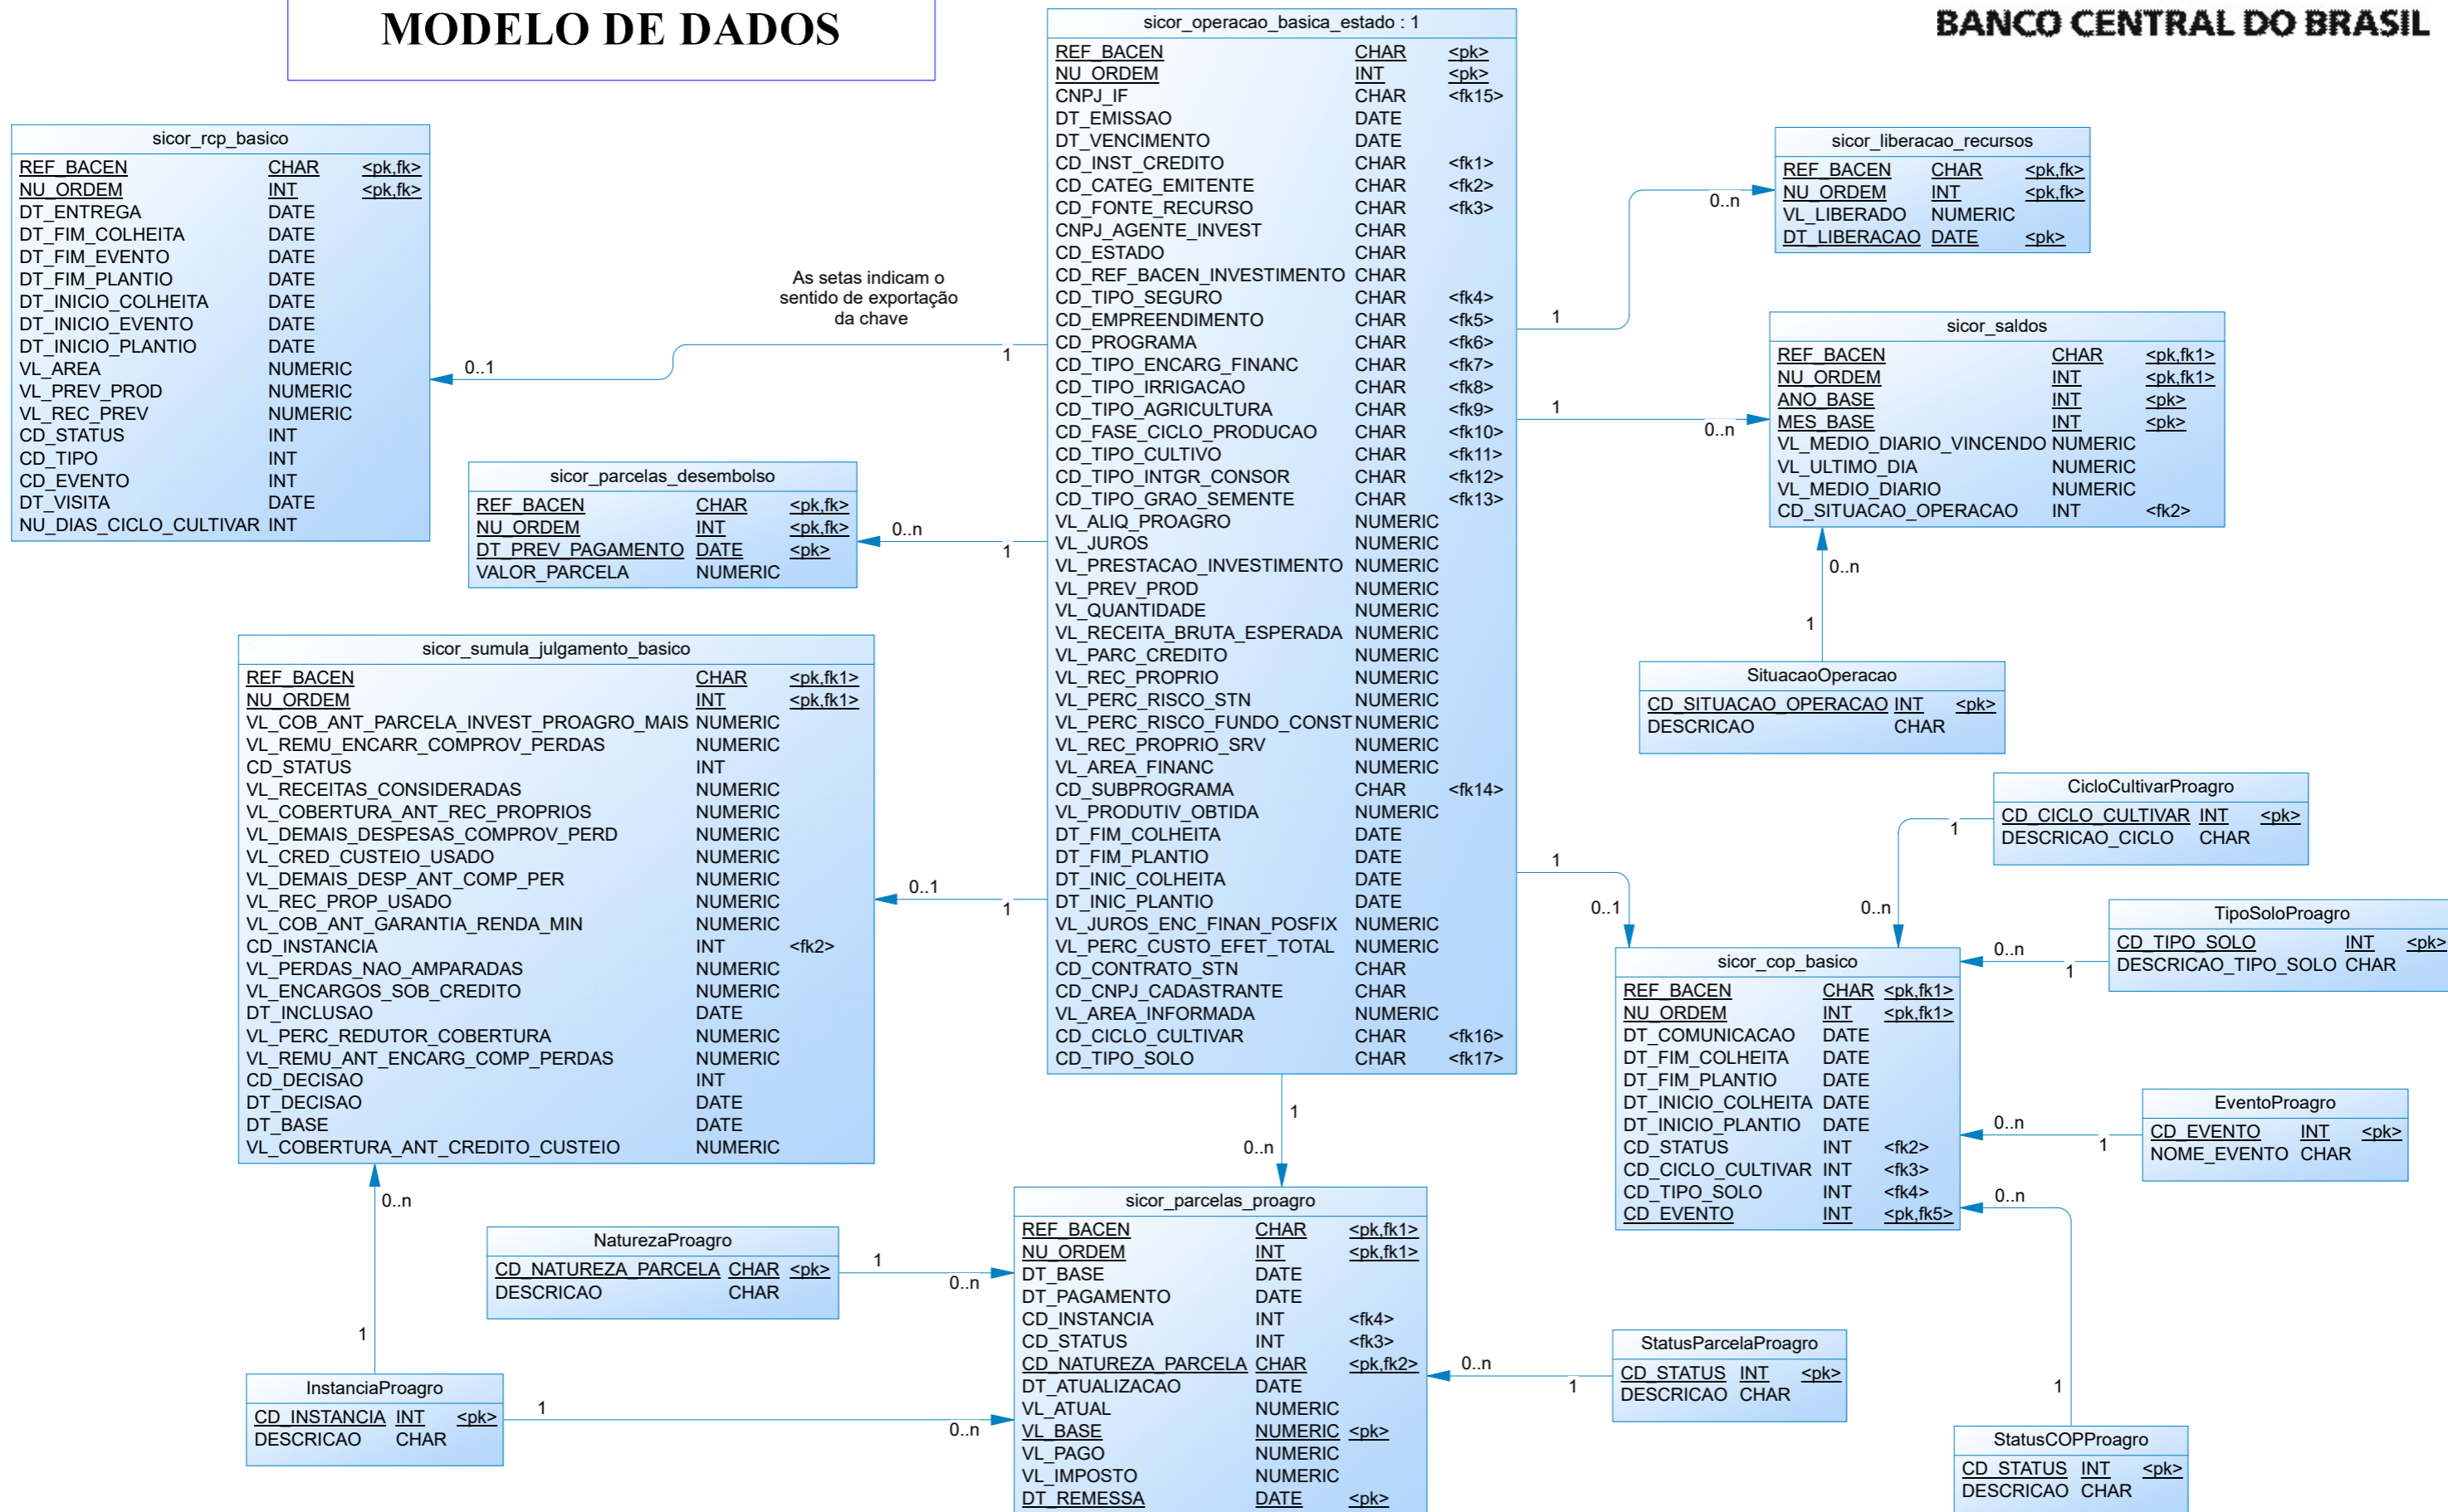 MODELO DE DADOS
BANCO CENTRAL DO BRASIL
sicor_operacao_basica_estado : 1
REF_BACEN CHAR <pk>
NU_ORDEM INT <pk>
CNPJ_IF CHAR <fk15>
DT_EMISSAO DATE
DT_VENCIMENTO DATE
CD_INST_CREDITO CHAR <fk1>
CD_CATEG_EMITENTE CHAR <fk2>
CD_FONTE_RECURSO CHAR <fk3>
CNPJ_AGENTE_INVEST CHAR
CD_ESTADO CHAR
CD_REF_BACEN_INVESTIMENTO CHAR
CD_TIPO_SEGURO CHAR <fk4>
CD_EMPREENDIMENTO CHAR <fk5>
CD_PROGRAMA CHAR <fk6>
CD_TIPO_ENCARG_FINANC CHAR <fk7>
CD_TIPO_IRRIGACAO CHAR <fk8>
CD_TIPO_AGRICULTURA CHAR <fk9>
CD_FASE_CICLO_PRODUCAO CHAR <fk10>
CD_TIPO_CULTIVO CHAR <fk11>
CD_TIPO_INTGR_CONSOR CHAR <fk12>
CD_TIPO_GRAO_SEMENTE CHAR <fk13>
VL_ALIQ_PROAGRO NUMERIC
VL_JUROS NUMERIC
VL_PRESTACAO_INVESTIMENTO NUMERIC
VL_PREV_PROD NUMERIC
VL_QUANTIDADE NUMERIC
VL_RECEITA_BRUTA_ESPERADA NUMERIC
VL_PARC_CREDITO NUMERIC
VL_REC_PROPRIO NUMERIC
VL_PERC_RISCO_STN NUMERIC
VL_PERC_RISCO_FUNDO_CONST NUMERIC
VL_REC_PROPRIO_SRV NUMERIC
VL_AREA_FINANC NUMERIC
CD_SUBPROGRAMA CHAR <fk14>
VL_PRODUTIV_OBTIDA NUMERIC
DT_FIM_COLHEITA DATE
DT_FIM_PLANTIO DATE
DT_INIC_COLHEITA DATE
DT_INIC_PLANTIO DATE
VL_JUROS_ENC_FINAN_POSFIX NUMERIC
VL_PERC_CUSTO_EFET_TOTAL NUMERIC
CD_CONTRATO_STN CHAR
CD_CNPJ_CADASTRANTE CHAR
VL_AREA_INFORMADA NUMERIC
CD_CICLO_CULTIVAR CHAR <fk16>
CD_TIPO_SOLO CHAR <fk17>
sicor_rcp_basico
REF_BACEN CHAR <pk,fk>
NU_ORDEM INT <pk,fk>
DT_ENTREGA DATE
DT_FIM_COLHEITA DATE
DT_FIM_EVENTO DATE
DT_FIM_PLANTIO DATE
DT_INICIO_COLHEITA DATE
DT_INICIO_EVENTO DATE
DT_INICIO_PLANTIO DATE
VL_AREA NUMERIC
VL_PREV_PROD NUMERIC
VL_REC_PREV NUMERIC
CD_STATUS INT
CD_TIPO INT
CD_EVENTO INT
DT_VISITA DATE
NU_DIAS_CICLO_CULTIVAR INT
As setas indicam o
sentido de exportação
da chave
0..1
1
sicor_parcelas_desembolso
REF_BACEN CHAR <pk,fk>
NU_ORDEM INT <pk,fk>
DT_PREV_PAGAMENTO DATE <pk>
VALOR_PARCELA NUMERIC
0..n
1
sicor_liberacao_recursos
REF_BACEN CHAR <pk,fk>
NU_ORDEM INT <pk,fk>
VL_LIBERADO NUMERIC
DT_LIBERACAO DATE <pk>
0..n
1
sicor_saldos
REF_BACEN CHAR <pk,fk1>
NU_ORDEM INT <pk,fk1>
ANO_BASE INT <pk>
MES_BASE INT <pk>
VL_MEDIO_DIARIO_VINCENDO NUMERIC
VL_ULTIMO_DIA NUMERIC
VL_MEDIO_DIARIO NUMERIC
CD_SITUACAO_OPERACAO INT <fk2>
1
0..n
0..n
1
SituacaoOperacao
CD_SITUACAO_OPERACAO INT <pk>
DESCRICAO CHAR
sicor_sumula_julgamento_basico
REF_BACEN CHAR <pk,fk1>
NU_ORDEM INT <pk,fk1>
VL_COB_ANT_PARCELA_INVEST_PROAGRO_MAIS NUMERIC
VL_REMU_ENCARR_COMPROV_PERDAS NUMERIC
CD_STATUS INT
VL_RECEITAS_CONSIDERADAS NUMERIC
VL_COBERTURA_ANT_REC_PROPRIOS NUMERIC
VL_DEMAIS_DESPESAS_COMPROV_PERD NUMERIC
VL_CRED_CUSTEIO_USADO NUMERIC
VL_DEMAIS_DESP_ANT_COMP_PER NUMERIC
VL_REC_PROP_USADO NUMERIC
VL_COB_ANT_GARANTIA_RENDA_MIN NUMERIC
CD_INSTANCIA INT <fk2>
VL_PERDAS_NAO_AMPARADAS NUMERIC
VL_ENCARGOS_SOB_CREDITO NUMERIC
DT_INCLUSAO DATE
VL_PERC_REDUTOR_COBERTURA NUMERIC
VL_REMU_ANT_ENCARG_COMP_PERDAS NUMERIC
CD_DECISAO INT
DT_DECISAO DATE
DT_BASE DATE
VL_COBERTURA_ANT_CREDITO_CUSTEIO NUMERIC
0..1
1
CicloCultivarProagro
CD_CICLO_CULTIVAR INT <pk>
DESCRICAO_CICLO CHAR
1
0..n
TipoSoloProagro
CD_TIPO_SOLO INT <pk>
DESCRICAO_TIPO_SOLO CHAR
0..n
1
1
0..1
sicor_cop_basico
REF_BACEN CHAR <pk,fk1>
NU_ORDEM INT <pk,fk1>
DT_COMUNICACAO DATE
DT_FIM_COLHEITA DATE
DT_FIM_PLANTIO DATE
DT_INICIO_COLHEITA DATE
DT_INICIO_PLANTIO DATE
CD_STATUS INT <fk2>
CD_CICLO_CULTIVAR INT <fk3>
CD_TIPO_SOLO INT <fk4>
CD_EVENTO INT <pk,fk5>
EventoProagro
CD_EVENTO INT <pk>
NOME_EVENTO CHAR
0..n
1
0..n
1
StatusCOPProagro
CD_STATUS INT <pk>
DESCRICAO CHAR
1
0..n
sicor_parcelas_proagro
REF_BACEN CHAR <pk,fk1>
NU_ORDEM INT <pk,fk1>
DT_BASE DATE
DT_PAGAMENTO DATE
CD_INSTANCIA INT <fk4>
CD_STATUS INT <fk3>
CD_NATUREZA_PARCELA CHAR <pk,fk2>
DT_ATUALIZACAO DATE
VL_ATUAL NUMERIC
VL_BASE NUMERIC <pk>
VL_PAGO NUMERIC
VL_IMPOSTO NUMERIC
DT_REMESSA DATE <pk>
NaturezaProagro
CD_NATUREZA_PARCELA CHAR <pk>
DESCRICAO CHAR
1
0..n
0..n
1
InstanciaProagro
CD_INSTANCIA INT <pk>
DESCRICAO CHAR
1
0..n
StatusParcelaProagro
CD_STATUS INT <pk>
DESCRICAO CHAR
0..n
1